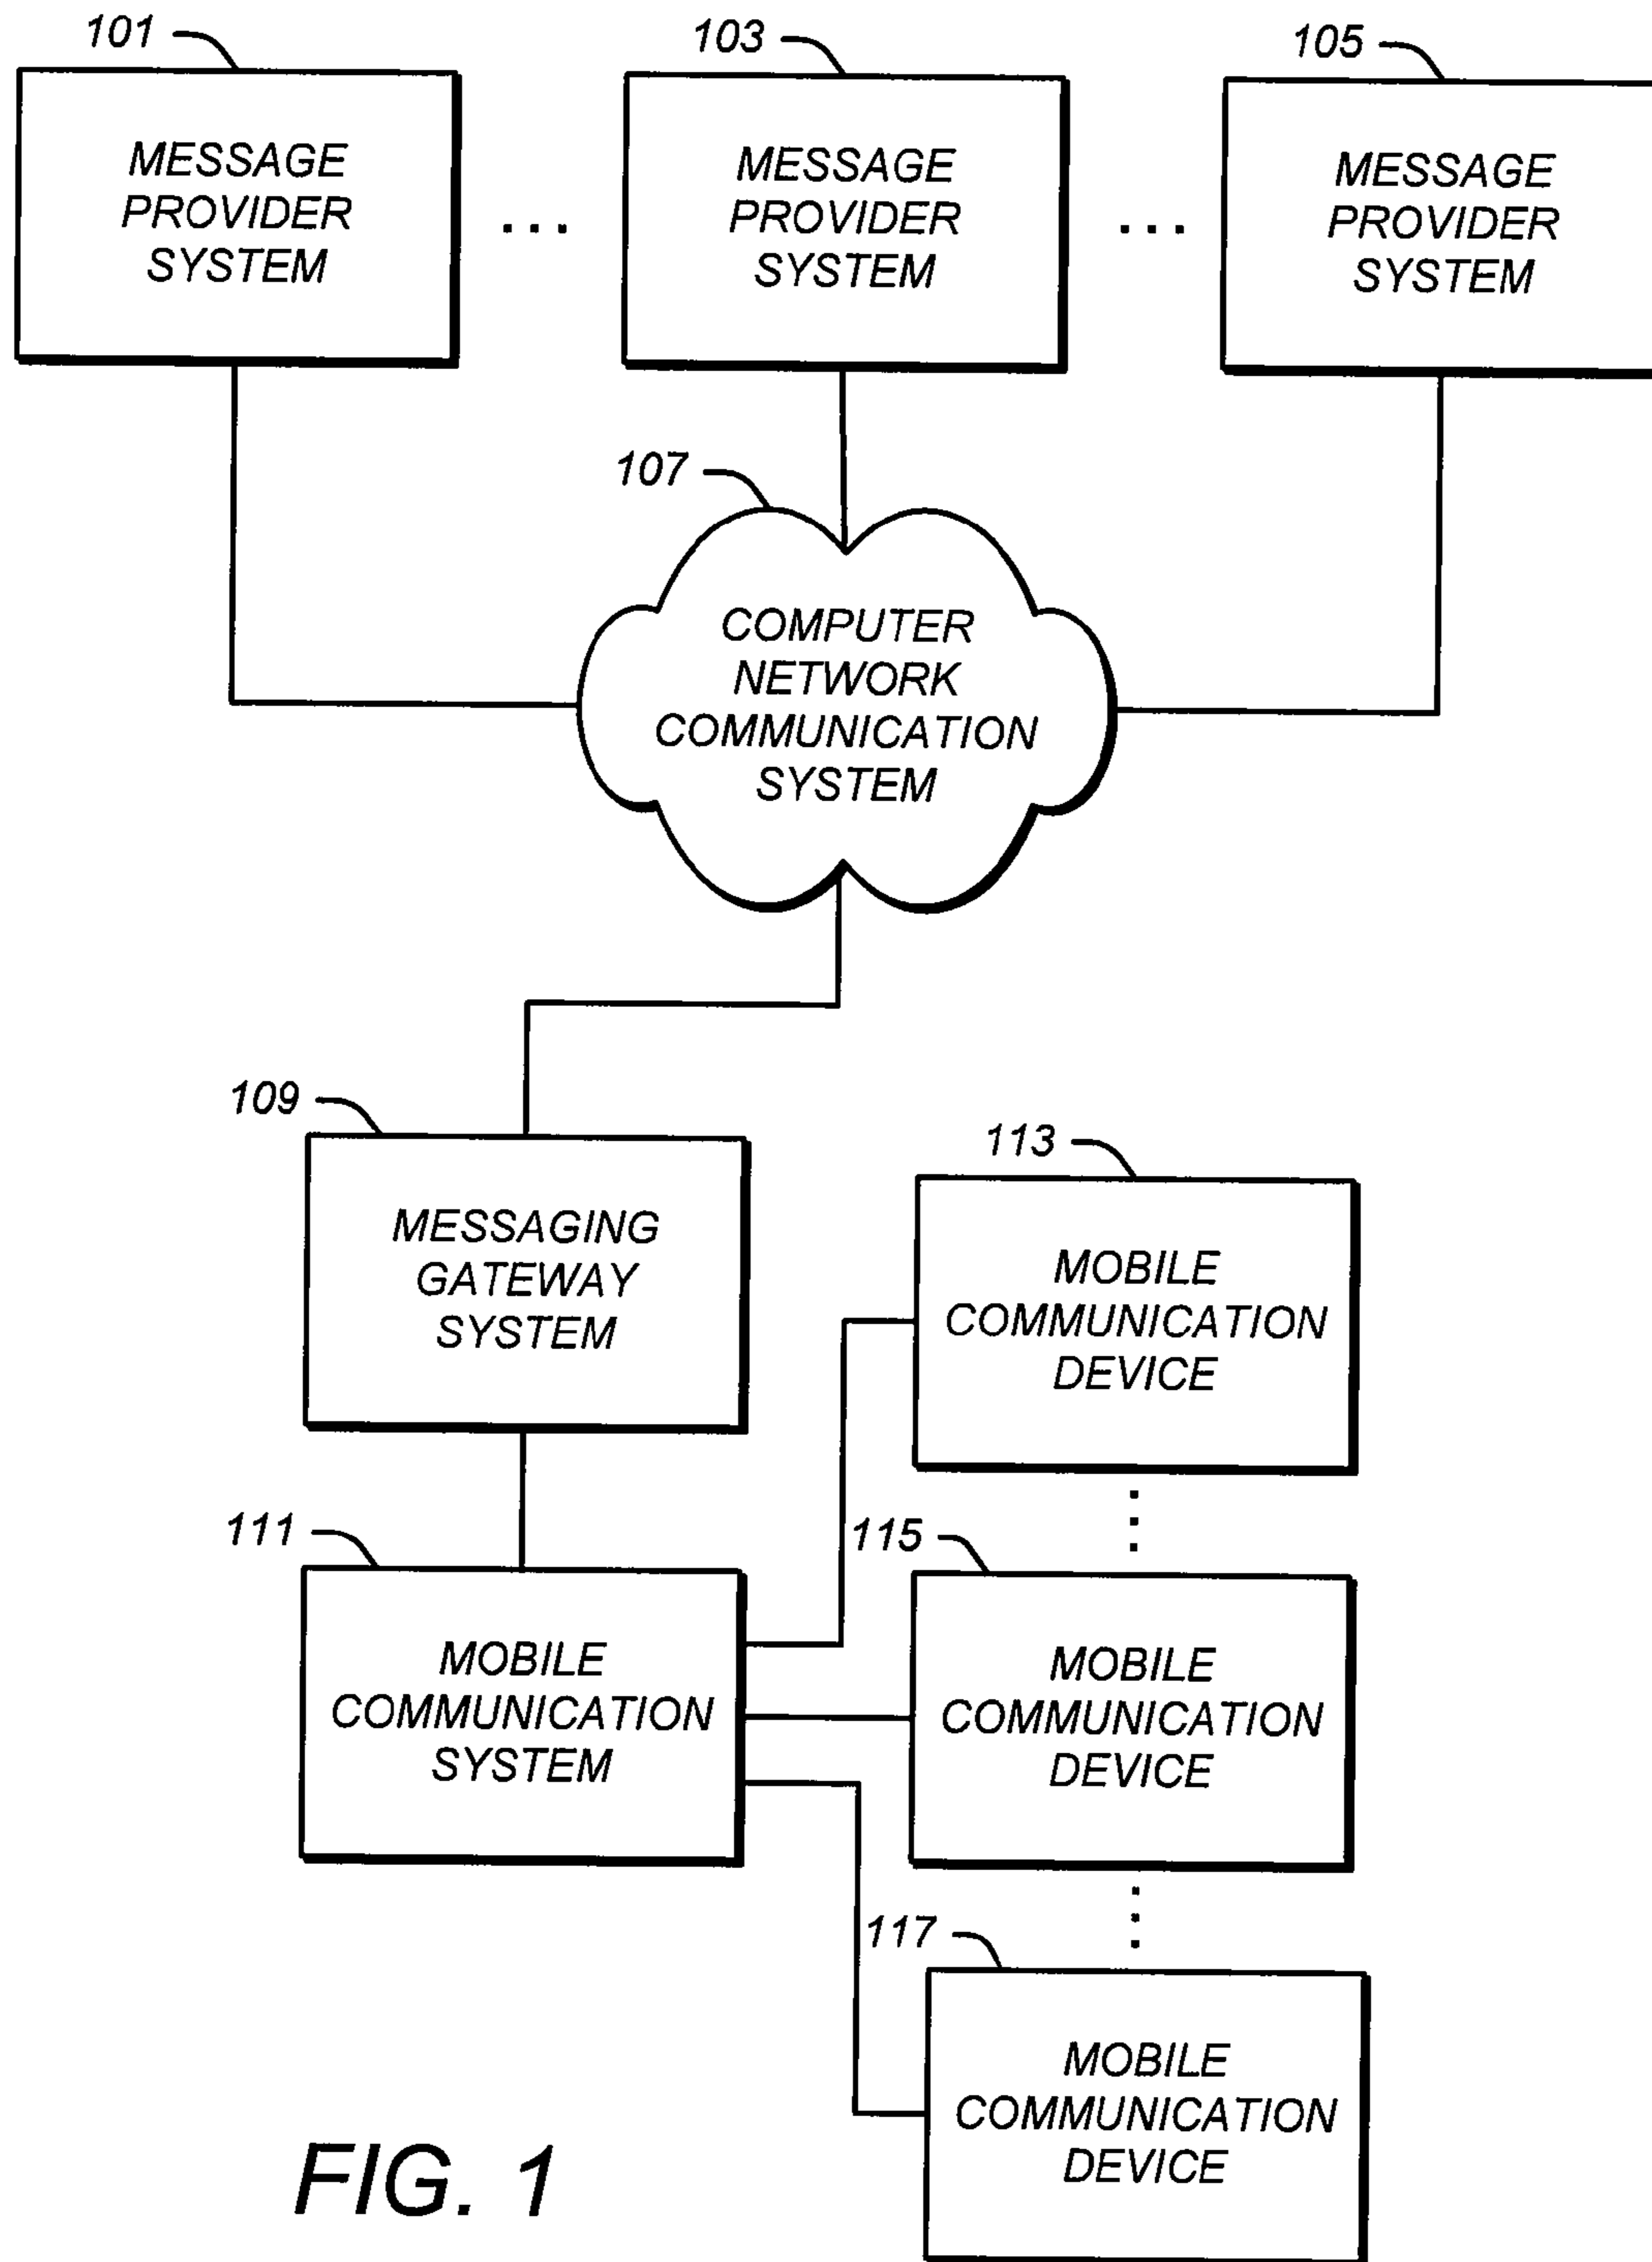 101
103
105
MESSAGE
PROVIDER
SYSTEM
...
MESSAGE
PROVIDER
SYSTEM
...
MESSAGE
PROVIDER
SYSTEM
107
COMPUTER
NETWORK
COMMUNICATION
SYSTEM
109
MESSAGING
GATEWAY
SYSTEM
113
MOBILE
COMMUNICATION
DEVICE
111
MOBILE
COMMUNICATION
SYSTEM
115
MOBILE
COMMUNICATION
DEVICE
117
MOBILE
COMMUNICATION
DEVICE
FIG. 1